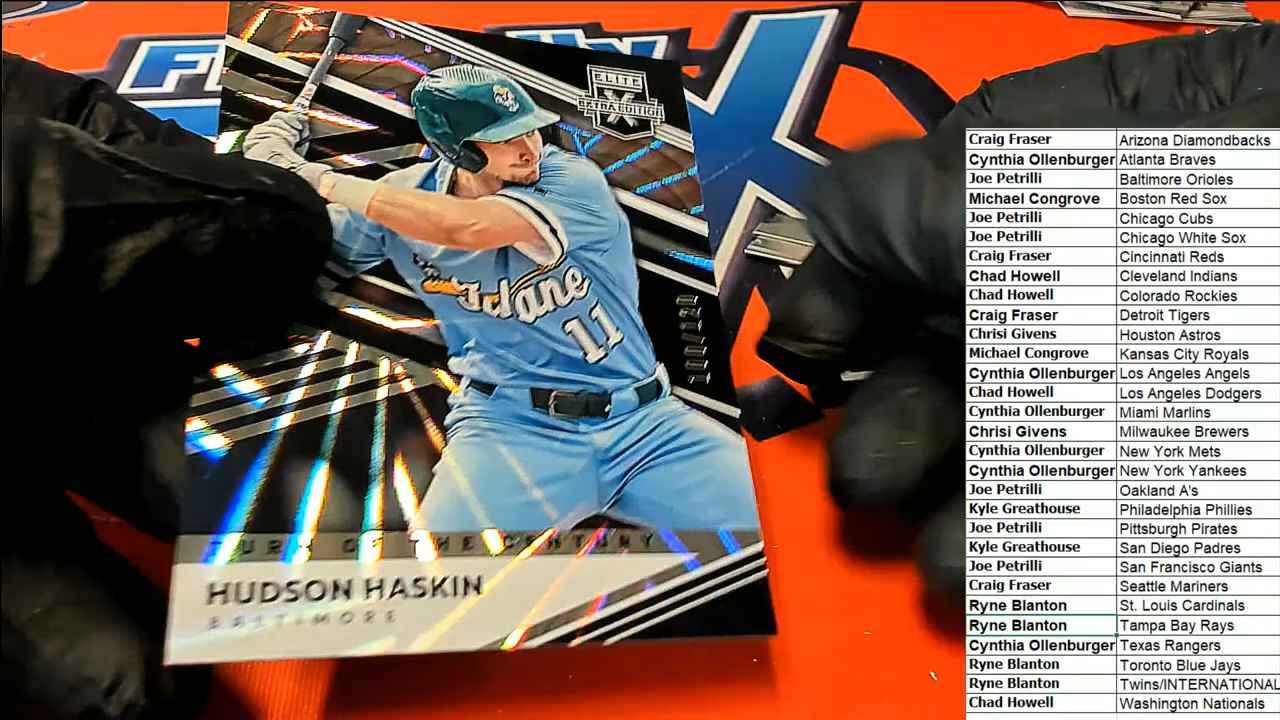 ELITE
EXTRA EDITION
Tulane
11
TURN OF THE CENTURY
HUDSON HASKIN
BALTIMORE
Craig Fraser Arizona Diamondbacks
Cynthia Ollenburger Atlanta Braves
Joe Petrilli Baltimore Orioles
Michael Congrove Boston Red Sox
Joe Petrilli Chicago Cubs
Joe Petrilli Chicago White Sox
Craig Fraser Cincinnati Reds
Chad Howell Cleveland Indians
Chad Howell Colorado Rockies
Craig Fraser Detroit Tigers
Chrisi Givens Houston Astros
Michael Congrove Kansas City Royals
Cynthia Ollenburger Los Angeles Angels
Chad Howell Los Angeles Dodgers
Cynthia Ollenburger Miami Marlins
Chrisi Givens Milwaukee Brewers
Cynthia Ollenburger New York Mets
Cynthia Ollenburger New York Yankees
Joe Petrilli Oakland A's
Kyle Greathouse Philadelphia Phillies
Joe Petrilli Pittsburgh Pirates
Kyle Greathouse San Diego Padres
Joe Petrilli San Francisco Giants
Craig Fraser Seattle Mariners
Ryne Blanton St. Louis Cardinals
Ryne Blanton Tampa Bay Rays
Cynthia Ollenburger Texas Rangers
Ryne Blanton Toronto Blue Jays
Ryne Blanton Twins/INTERNATIONAL
Chad Howell Washington Nationals